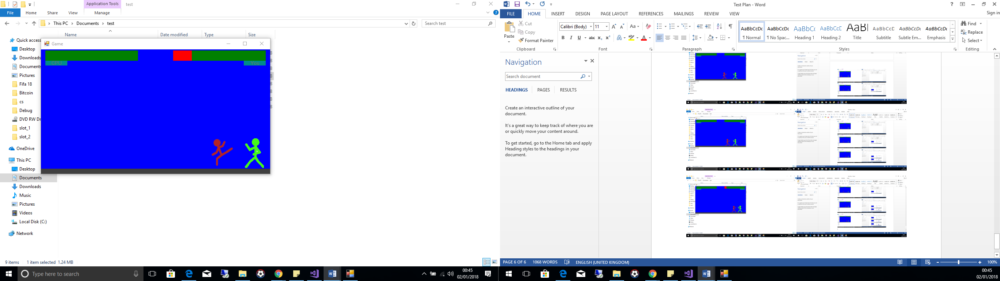 Application Tools
test
File
Home
Share
View
Manage
This PC
Documents
test
Search test
Name
Date modified
Type
Size
Quick access
Desktop
Downloads
Documents
Pictures
Fifa 18
Bitcoin
cs
Debug
DVD RW Dr
slot_1
slot_2
OneDrive
This PC
Desktop
Documents
Downloads
Music
Pictures
Videos
Local Disk (C:)
Network
Game
CPU
You
9 items
1 item selected 1.24 MB
Type here to search
00:45
02/01/2018
Test Plan - Word
Sign in
FILE
HOME
INSERT
DESIGN
PAGE LAYOUT
REFERENCES
MAILINGS
REVIEW
VIEW
Paste
Cut
Copy
Format Painter
Clipboard
Calibri (Body)
11
Font
Paragraph
AaBbCcDc
¶ Normal
AaBbCcDc
¶ No Spac...
AaBbCc
Heading 1
AaBbCcD
Heading 2
AaB
Title
AaBbCcD
Subtitle
AaBbCcDc
Subtle Em...
AaBbCcDc
Emphasis
Styles
Find
Replace
Select
Editing
Navigation
Search document
HEADINGS
PAGES
RESULTS
Create an interactive outline of your
document.
It's a great way to keep track of where you are
or quickly move your content around.
To get started, go to the Home tab and apply
Heading styles to the headings in your
document.
PAGE 6 OF 6
1068 WORDS
ENGLISH (UNITED KINGDOM)
100%
00:45
02/01/2018